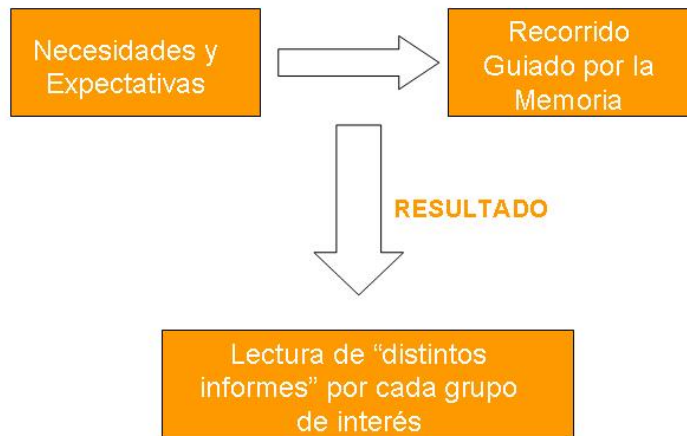 Necesidades y
Expectativas
Recorrido
Guiado por la
Memoria
RESULTADO
Lectura de “distintos
informes” por cada grupo
de interés